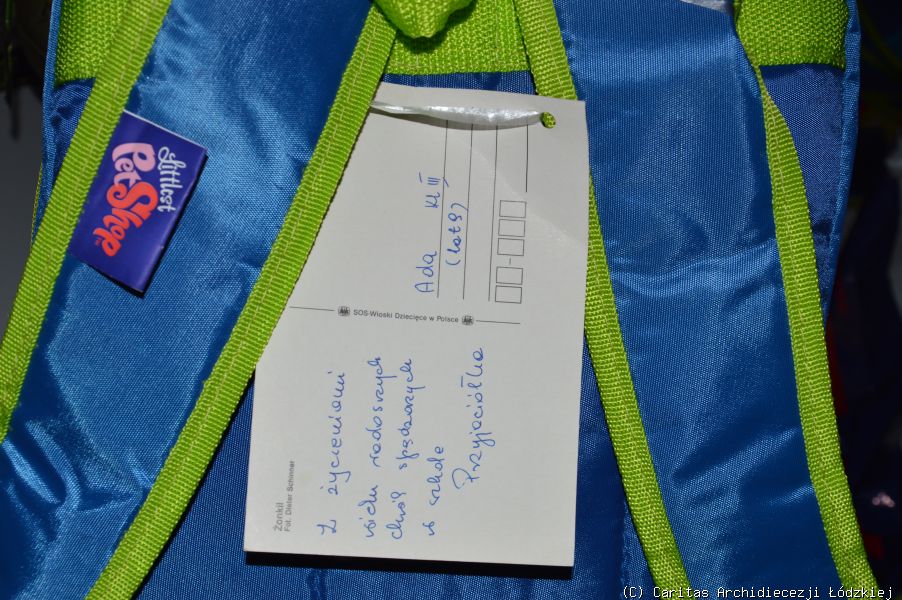 Littlest
PetShop
Żonkil
Fot. Dieter Schinner
Z życzeniami
wielu radosnych
chwil spędzonych
w szkole
Przyjaciółka
SOS-Wioski Dziecięce w Polsce
Ada kl III
(lat 9)
(C) Caritas Archidiecezji Łódzkiej